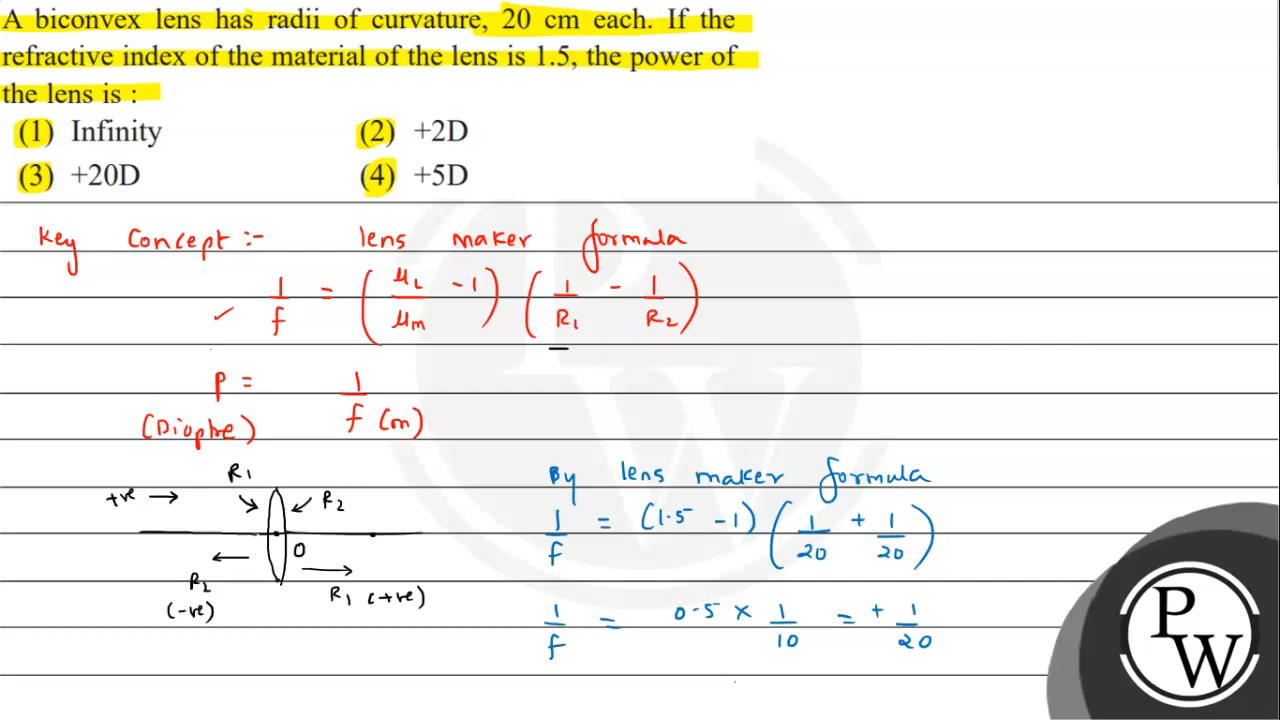 A biconvex lens has radii of curvature, 20 cm each. If the
refractive index of the material of the lens is 1.5, the power of
the lens is :
(1) Infinity (2) +2D
(3) +20D (4) +5D
Key Concept :- lens maker formula
1/f = (μL/μm - 1) (1/R1 - 1/R2)
P = 1/f (m)
(Dioptre)
R1
+ve → R2
O
R2 R1 (+ve)
(-ve)
By lens maker formula
1/f = (1.5 - 1) (1/20 + 1/20)
1/f = 0.5 × 1/10 = + 1/20
P
W